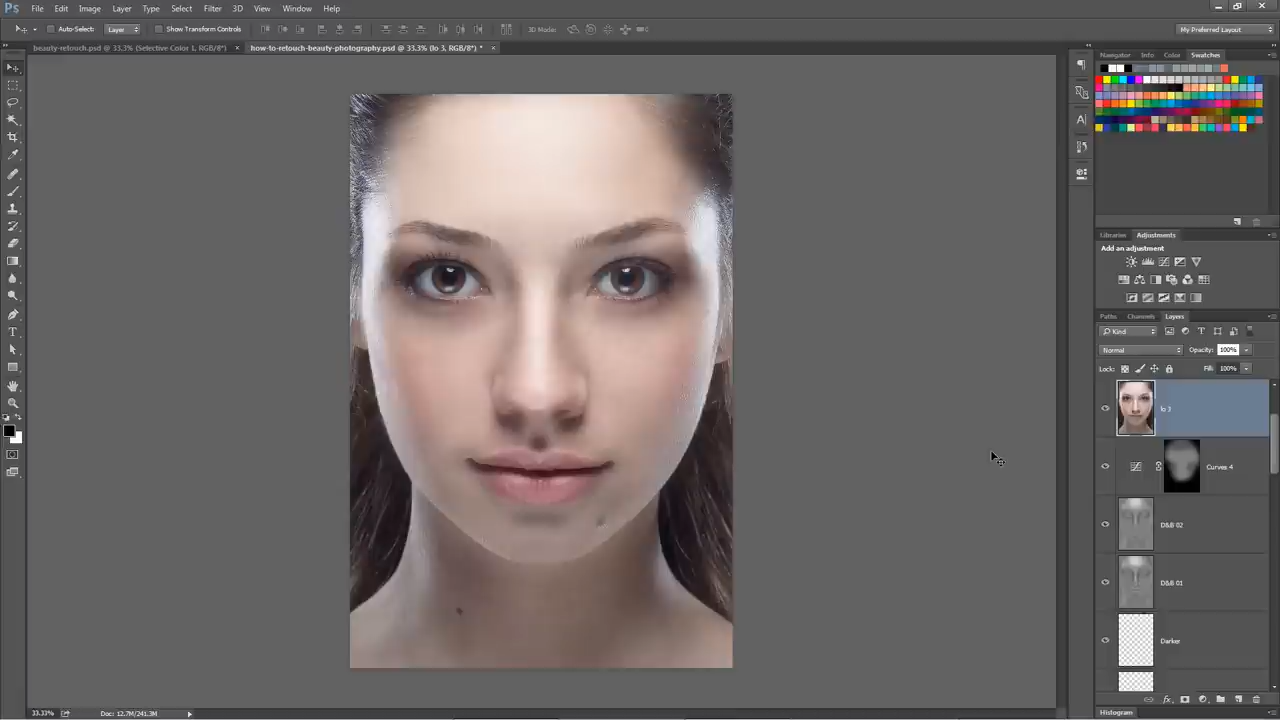 Ps File Edit Image Layer Type Select Filter 3D View Window Help
Auto-Select: Layer Show Transform Controls 3D Mode: My Preferred Layout
beauty-retouch.psd @ 33.3% (Selective Color 1, RGB/8*) × how-to-retouch-beauty-photography.psd @ 33.3% (lo 3, RGB/8*) * ×
Navigator Info Color Swatches
Libraries Adjustments
Add an adjustment
Paths Channels Layers
Kind
Normal Opacity: 100%
Lock: Fill: 100%
lo 3
Curves 4
D&B 02
D&B 01
Darker
33.33% Doc: 12.7M/241.3M
Histogram